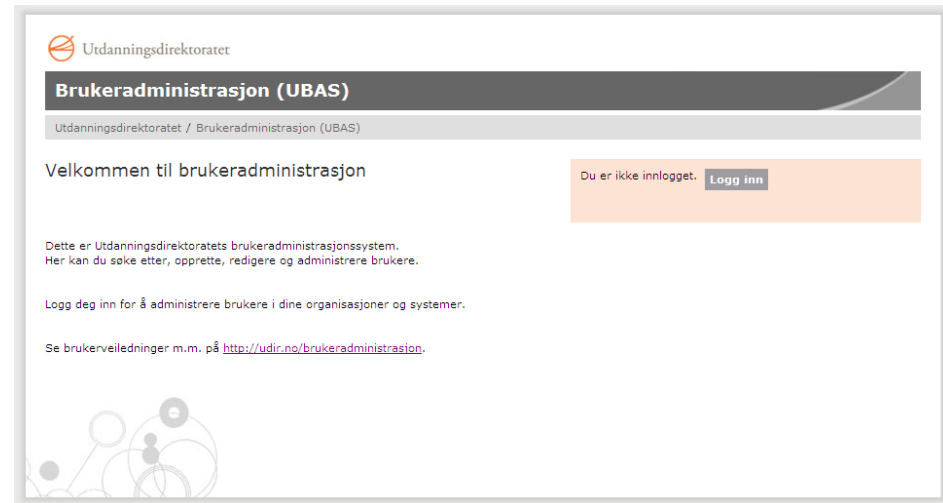 Utdanningsdirektoratet
Brukeradministrasjon (UBAS)
Utdanningsdirektoratet / Brukeradministrasjon (UBAS)
Velkommen til brukeradministrasjon
Du er ikke innlogget. Logg inn
Dette er Utdanningsdirektoratets brukeradministrasjonssystem.
Her kan du søke etter, opprette, redigere og administrere brukere.
Logg deg inn for å administrere brukere i dine organisasjoner og systemer.
Se brukerveiledninger m.m. på http://udir.no/brukeradministrasjon.